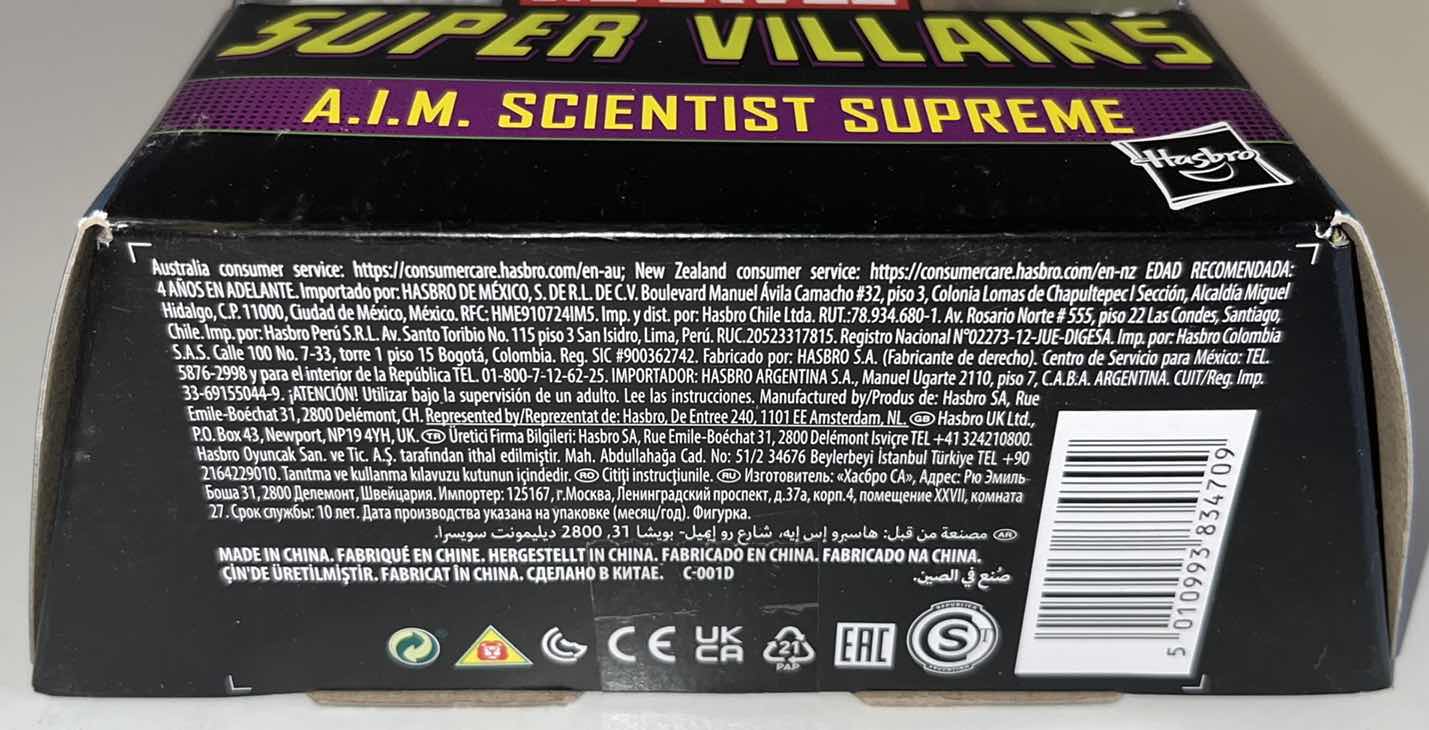 SUPER VILLAINS
A.I.M. SCIENTIST SUPREME
Hasbro
Australia consumer service: https://consumercare.hasbro.com/en-au; New Zealand consumer service: https://consumercare.hasbro.com/en-nz EDAD RECOMENDADA:
4 AÑOS EN ADELANTE. Importado por: HASBRO DE MÉXICO, S. DE R.L. DE C.V. Boulevard Manuel Ávila Camacho #32, piso 3, Colonia Lomas de Chapultepec I Sección, Alcaldía Miguel
Hidalgo, C.P. 11000, Ciudad de México, México. RFC: HME910724IM5. Imp. y dist. por: Hasbro Chile Ltda. RUT.:78.934.680-1. Av. Rosario Norte # 555, piso 22 Las Condes, Santiago,
Chile. Imp. por: Hasbro Perú S.R.L. Av. Santo Toribio No. 115 piso 3 San Isidro, Lima, Perú. RUC.20523317815. Registro Nacional N°02273-12-JUE-DIGESA. Imp. por: Hasbro Colombia
S.A.S. Calle 100 No. 7-33, torre 1 piso 15 Bogotá, Colombia. Reg. SIC #900362742. Fabricado por: HASBRO S.A. (Fabricante de derecho). Centro de Servicio para México: TEL.
5876-2998 y para el interior de la República TEL. 01-800-7-12-62-25. IMPORTADOR: HASBRO ARGENTINA S.A., Manuel Ugarte 2110, piso 7, C.A.B.A. ARGENTINA. CUIT/Reg. Imp.
33-69155044-9. ¡ATENCIÓN! Utilizar bajo la supervisión de un adulto. Lee las instrucciones. Manufactured by/Produs de: Hasbro SA, Rue
Emile-Boéchat 31, 2800 Delémont, CH. Represented by/Reprezentat de: Hasbro, De Entree 240, 1101 EE Amsterdam, NL. GB Hasbro UK Ltd.,
P.O. Box 43, Newport, NP19 4YH, UK. TR Üretici Firma Bilgileri: Hasbro SA, Rue Emile-Boéchat 31, 2800 Delémont Isviçre TEL +41 324210800.
Hasbro Oyuncak San. ve Tic. A.Ş. tarafından ithal edilmiştir. Mah. Abdullahağa Cad. No: 51/2 34676 Beylerbeyi İstanbul Türkiye TEL +90
2164229010. Tanıtma ve kullanma kılavuzu kutunun içindedir. RO Citiți instrucțiunile. RU Изготовитель: «Хасбро СА», Адрес: Рю Эмиль-
Боша 31, 2800 Делемонт, Швейцария. Импортер: 125167, г.Москва, Ленинградский проспект, д.37а, корп.4, помещение XXVII, комната
27. Срок службы: 10 лет. Дата производства указана на упаковке (месяц/год). Фигурка.
AR مصنعة من قبل: هاسبرو إس إيه، شارع رو إميل- بويشا 31، 2800 ديليمونت سويسرا.
MADE IN CHINA. FABRIQUÉ EN CHINE. HERGESTELLT IN CHINA. FABRICADO EN CHINA. FABRICADO NA CHINA.
ÇİN'DE ÜRETİLMİŞTİR. FABRICAT ÎN CHINA. СДЕЛАНО В КИТАЕ. C-001D
صُنع في الصين.
CE UK CA 21 PAP EAC S
5 010993 834709